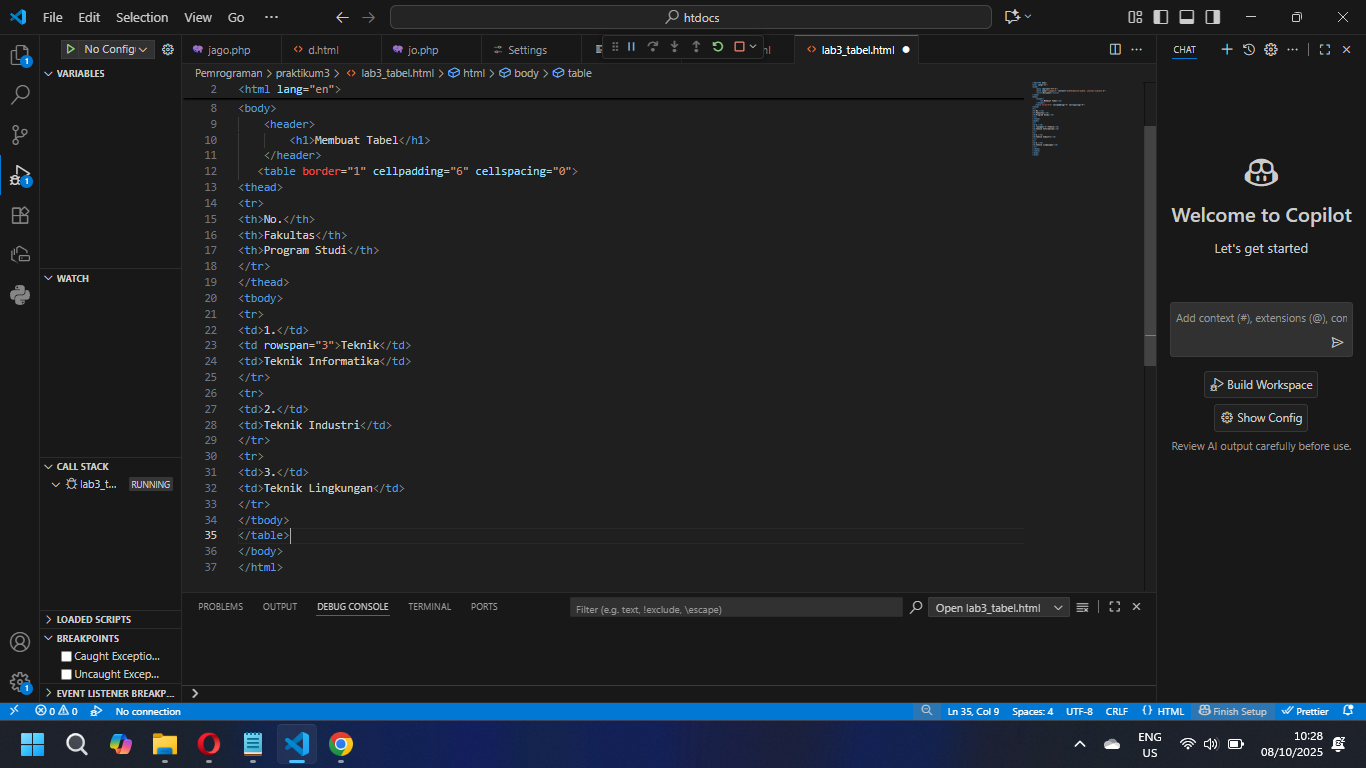 File Edit Selection View Go ··· htdocs
No Config jago.php d.html jo.php Settings lab3_tabel.html CHAT
VARIABLES
WATCH
CALL STACK
lab3_t... RUNNING
LOADED SCRIPTS
BREAKPOINTS
Caught Exceptio...
Uncaught Excep...
EVENT LISTENER BREAKP...
Pemrograman > praktikum3 > lab3_tabel.html > html > body > table
2 <html lang="en">
8 <body>
9 <header>
10 <h1>Membuat Tabel</h1>
11 </header>
12 <table border="1" cellpadding="6" cellspacing="0">
13 <thead>
14 <tr>
15 <th>No.</th>
16 <th>Fakultas</th>
17 <th>Program Studi</th>
18 </tr>
19 </thead>
20 <tbody>
21 <tr>
22 <td>1.</td>
23 <td rowspan="3">Teknik</td>
24 <td>Teknik Informatika</td>
25 </tr>
26 <tr>
27 <td>2.</td>
28 <td>Teknik Industri</td>
29 </tr>
30 <tr>
31 <td>3.</td>
32 <td>Teknik Lingkungan</td>
33 </tr>
34 </tbody>
35 </table>
36 </body>
37 </html>
PROBLEMS OUTPUT DEBUG CONSOLE TERMINAL PORTS Filter (e.g. text, !exclude, \escape) Open lab3_tabel.html
Welcome to Copilot
Let's get started
Add context (#), extensions (@), con
Build Workspace
Show Config
Review AI output carefully before use.
0 0 No connection Ln 35, Col 9 Spaces: 4 UTF-8 CRLF {} HTML Finish Setup Prettier
1
1
1
ENG
US
10:28
08/10/2025